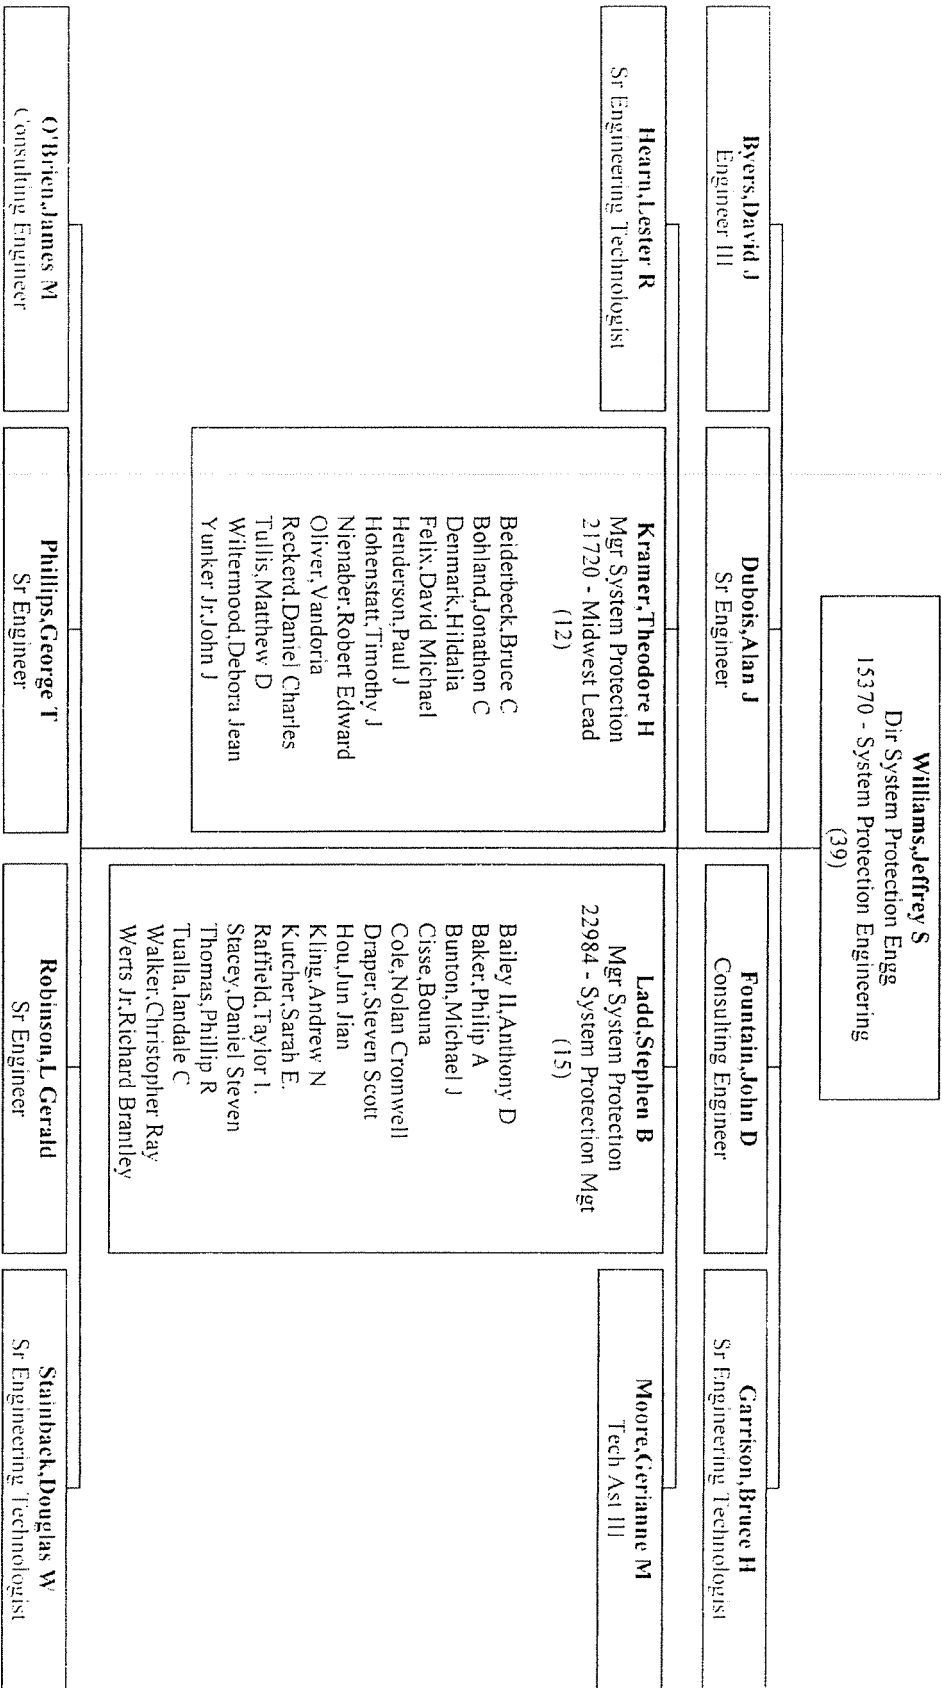 Williams,Jeffrey S
Dir System Protection Engg
15370 - System Protection Engineering
(39)
Byers,David J
Engineer III
Dubois,Alan J
Sr Engineer
Fountain,John D
Consulting Engineer
Garrison,Bruce H
Sr Engineering Technologist
Hearn,Lester R
Sr Engineering Technologist
Kramer,Theodore H
Mgr System Protection
21720 - Midwest Lead
(12)
Beiderbeck,Bruce C
Bohland,Jonathon C
Denmark,Hildalia
Felix,David Michael
Henderson,Paul J
Hohenstatt,Timothy J
Nienaber,Robert Edward
Oliver,Vandoria
Reckerd,Daniel Charles
Tullis,Matthew D
Wiltermood,Debora Jean
Yunker Jr,John J
Ladd,Stephen B
Mgr System Protection
22984 - System Protection Mgt
(15)
Bailey II,Anthony D
Baker,Philip A
Bunton,Michael J
Cisse,Bouna
Cole,Nolan Cromwell
Draper,Steven Scott
Hou,Jun Jian
Kling,Andrew N
Kutcher,Sarah E.
Raffield,Taylor L
Stacey,Daniel Steven
Thomas,Phillip R
Tualla,Iandale C
Walker,Christopher Ray
Werts Jr,Richard Brantley
Moore,Gerianne M
Tech Ast III
O'Brien,James M
Consulting Engineer
Phillips,George T
Sr Engineer
Robinson,L Gerald
Sr Engineer
Stainback,Douglas W
Sr Engineering Technologist